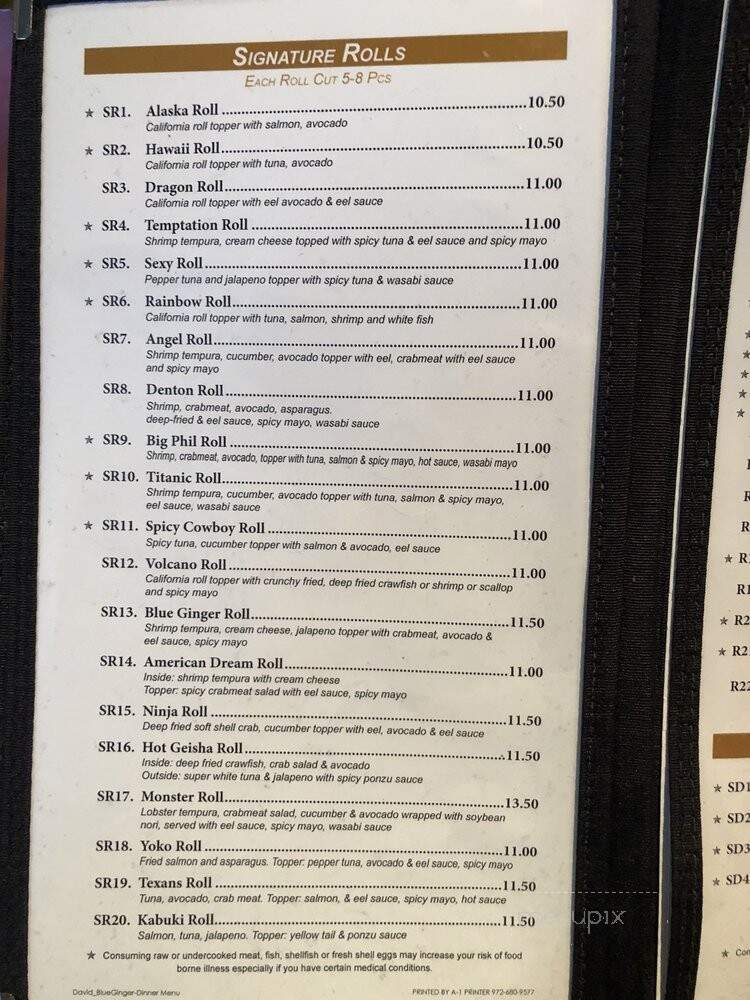 SIGNATURE ROLLS
EACH ROLL CUT 5-8 PCS
★ SR1. Alaska Roll ........ 10.50
California roll topper with salmon, avocado
★ SR2. Hawaii Roll ........ 10.50
California roll topper with tuna, avocado
SR3. Dragon Roll ........ 11.00
California roll topper with eel avocado & eel sauce
★ SR4. Temptation Roll ........ 11.00
Shrimp tempura, cream cheese topped with spicy tuna & eel sauce and spicy mayo
★ SR5. Sexy Roll ........ 11.00
Pepper tuna and jalapeno topper with spicy tuna & wasabi sauce
★ SR6. Rainbow Roll ........ 11.00
California roll topper with tuna, salmon, shrimp and white fish
SR7. Angel Roll ........ 11.00
Shrimp tempura, cucumber, avocado topper with eel, crabmeat with eel sauce
and spicy mayo
SR8. Denton Roll ........ 11.00
Shrimp, crabmeat, avocado, asparagus.
deep-fried & eel sauce, spicy mayo, wasabi sauce
★ SR9. Big Phil Roll ........ 11.00
Shrimp, crabmeat, avocado, topper with tuna, salmon & spicy mayo, hot sauce, wasabi mayo
★ SR10. Titanic Roll ........ 11.00
Shrimp tempura, cucumber, avocado topper with tuna, salmon & spicy mayo,
eel sauce, wasabi sauce
★ SR11. Spicy Cowboy Roll ........ 11.00
Spicy tuna, cucumber topper with salmon & avocado, eel sauce
SR12. Volcano Roll ........ 11.00
California roll topper with crunchy fried, deep fried crawfish or shrimp or scallop
and spicy mayo
SR13. Blue Ginger Roll ........ 11.50
Shrimp tempura, cream cheese, jalapeno topper with crabmeat, avocado &
eel sauce, spicy mayo
SR14. American Dream Roll ........ 11.00
Inside: shrimp tempura with cream cheese
Topper: spicy crabmeat salad with eel sauce, spicy mayo
SR15. Ninja Roll ........ 11.50
Deep fried soft shell crab, cucumber topper with eel, avocado & eel sauce
SR16. Hot Geisha Roll ........ 11.50
Inside: deep fried crawfish, crab salad & avocado
Outside: super white tuna & jalapeno with spicy ponzu sauce
SR17. Monster Roll ........ 13.50
Lobster tempura, crabmeat salad, cucumber & avocado wrapped with soybean
nori, served with eel sauce, spicy mayo, wasabi sauce
SR18. Yoko Roll ........ 11.00
Fried salmon and asparagus. Topper: pepper tuna, avocado & eel sauce, spicy mayo
SR19. Texans Roll ........ 11.50
Tuna, avocado, crab meat. Topper: salmon, & eel sauce, spicy mayo, hot sauce
SR20. Kabuki Roll ........ 11.50
Salmon, tuna, jalapeno. Topper: yellow tail & ponzu sauce
★ Consuming raw or undercooked meat, fish, shellfish or fresh shell eggs may increase your risk of food
borne illness especially if you have certain medical conditions.
David_BlueGinger-Dinner Menu
PRINTED BY A-1 PRINTER 972-680-9577
★ SD1
★ SD2
★ SD3
★ SD4